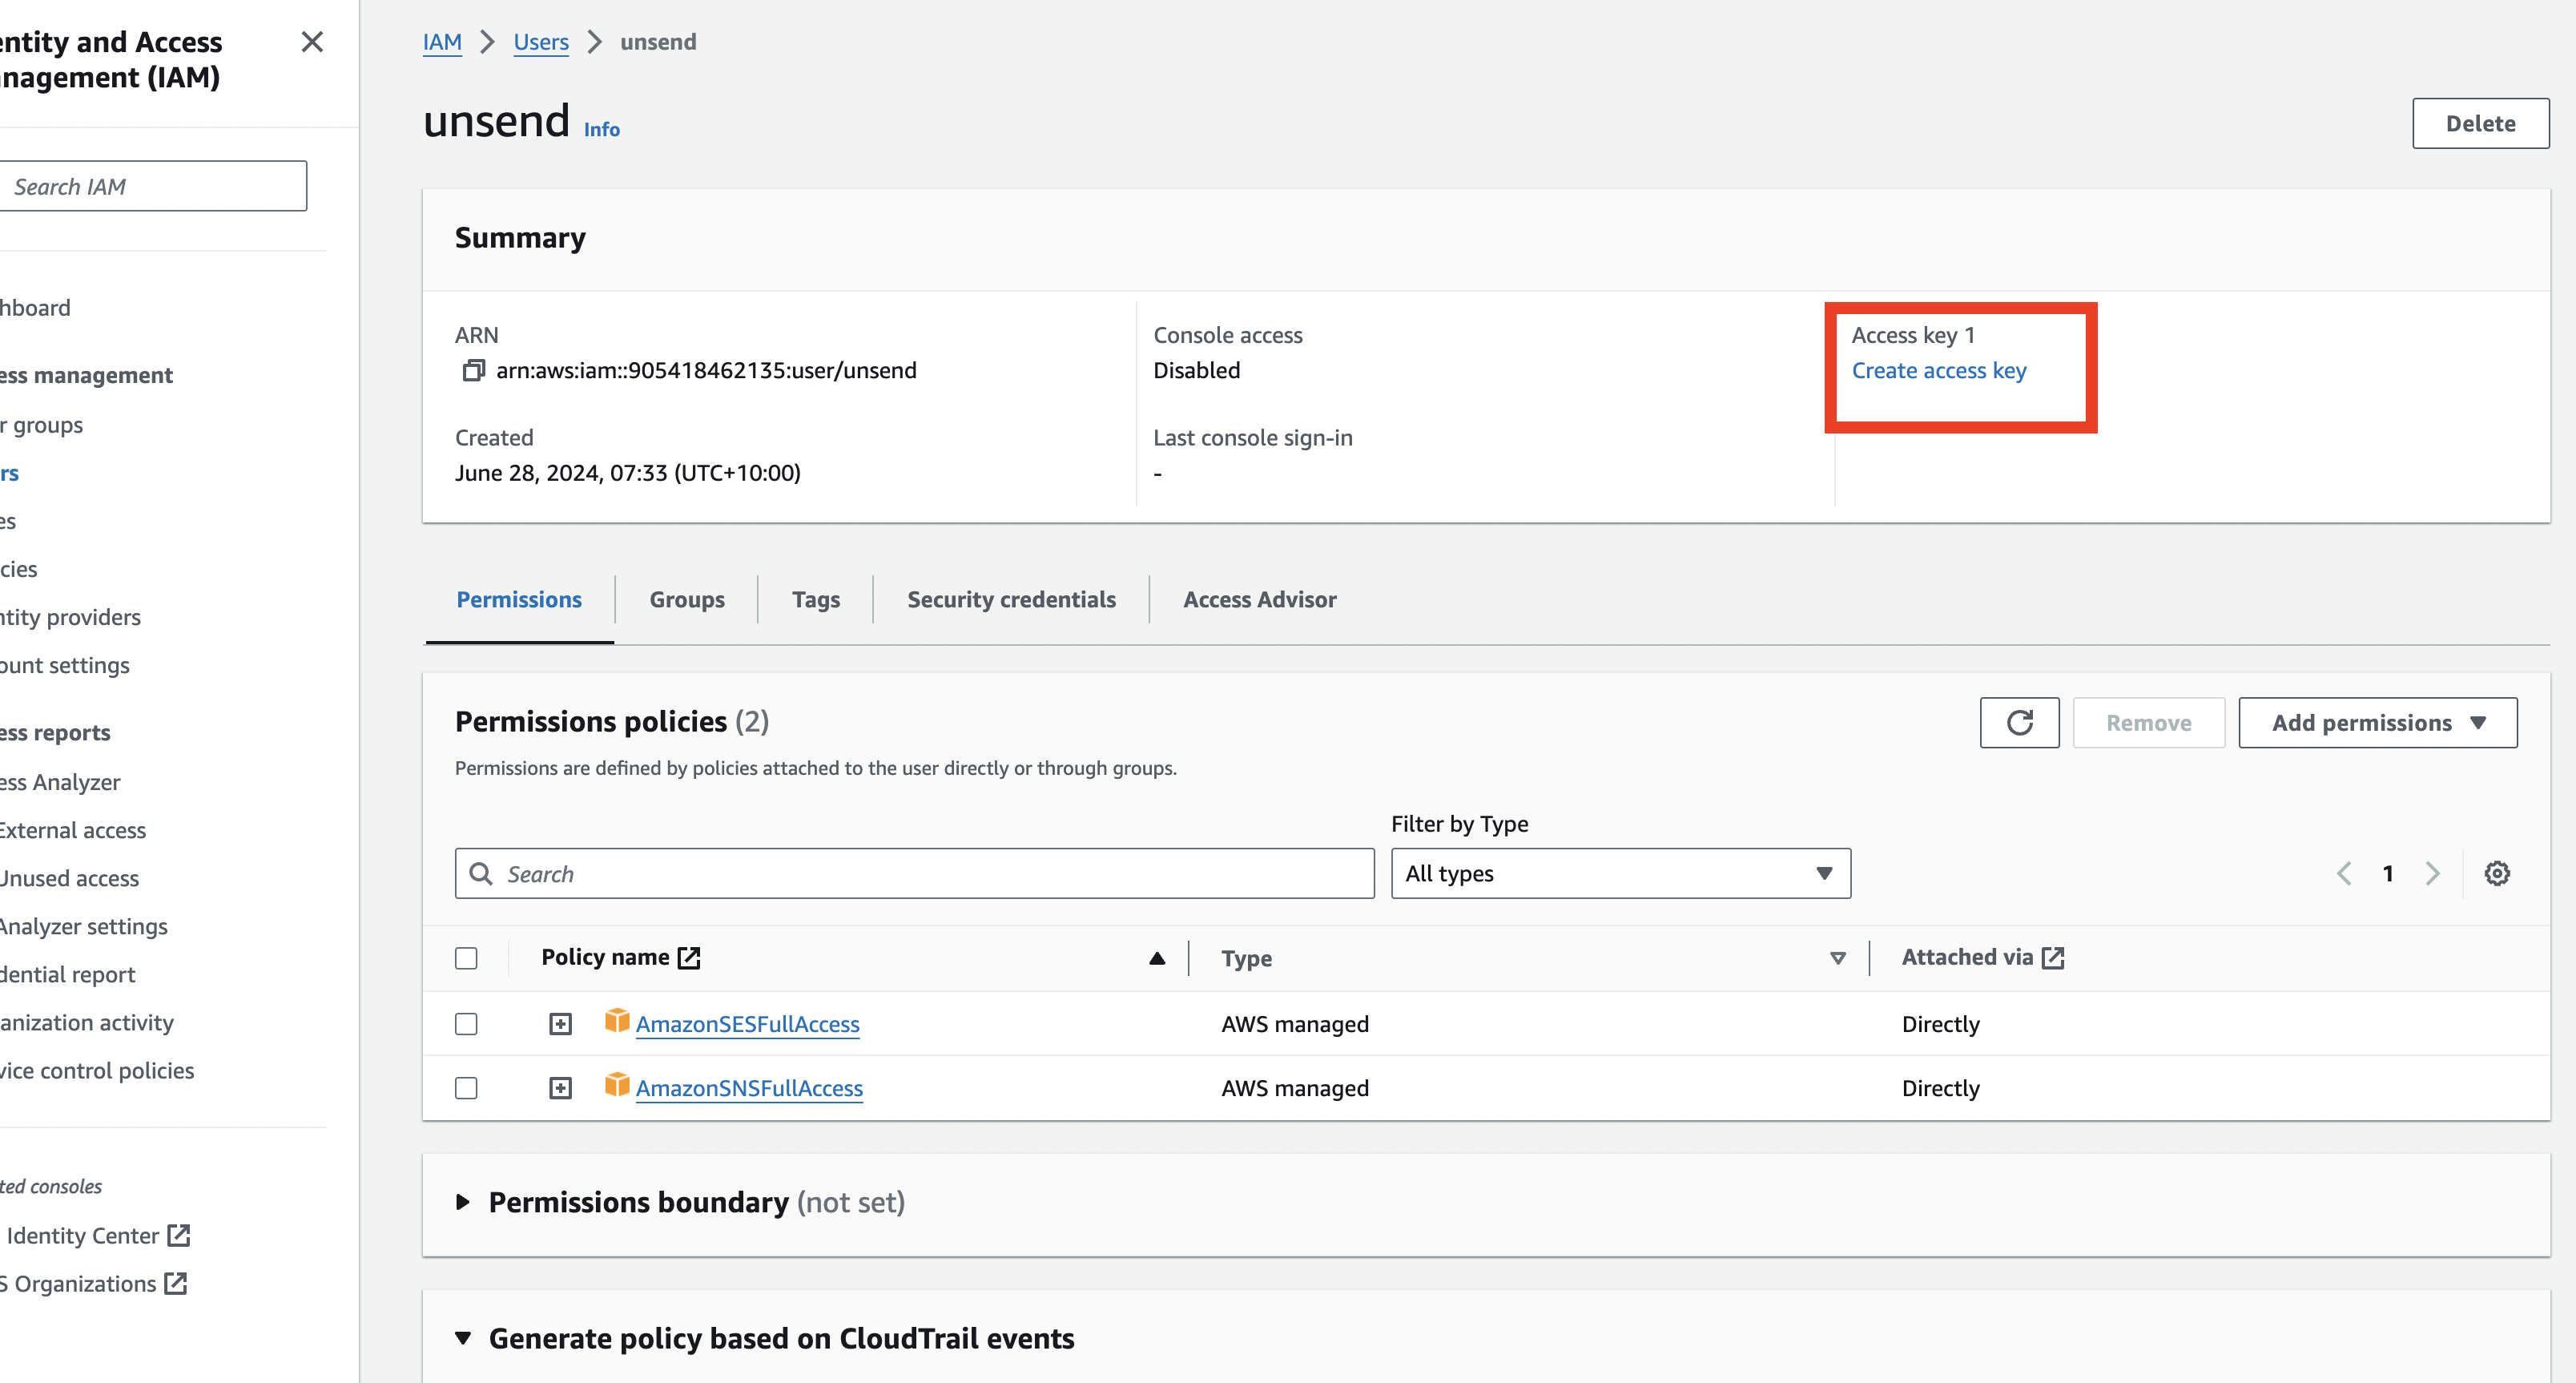 entity and Access
nagement (IAM)
Search IAM
hboard
ess management
r groups
rs
es
cies
ntity providers
ount settings
ess reports
ess Analyzer
External access
Unused access
Analyzer settings
dential report
anization activity
vice control policies
ted consoles
Identity Center
S Organizations
IAM > Users > unsend
unsend Info
Delete
Summary
ARN
arn:aws:iam::905418462135:user/unsend
Created
June 28, 2024, 07:33 (UTC+10:00)
Console access
Disabled
Last console sign-in
-
Access key 1
Create access key
Permissions Groups Tags Security credentials Access Advisor
Permissions policies (2)
Remove Add permissions
Permissions are defined by policies attached to the user directly or through groups.
Filter by Type
Search All types 1
Policy name Type Attached via
AmazonSESFullAccess AWS managed Directly
AmazonSNSFullAccess AWS managed Directly
Permissions boundary (not set)
Generate policy based on CloudTrail events